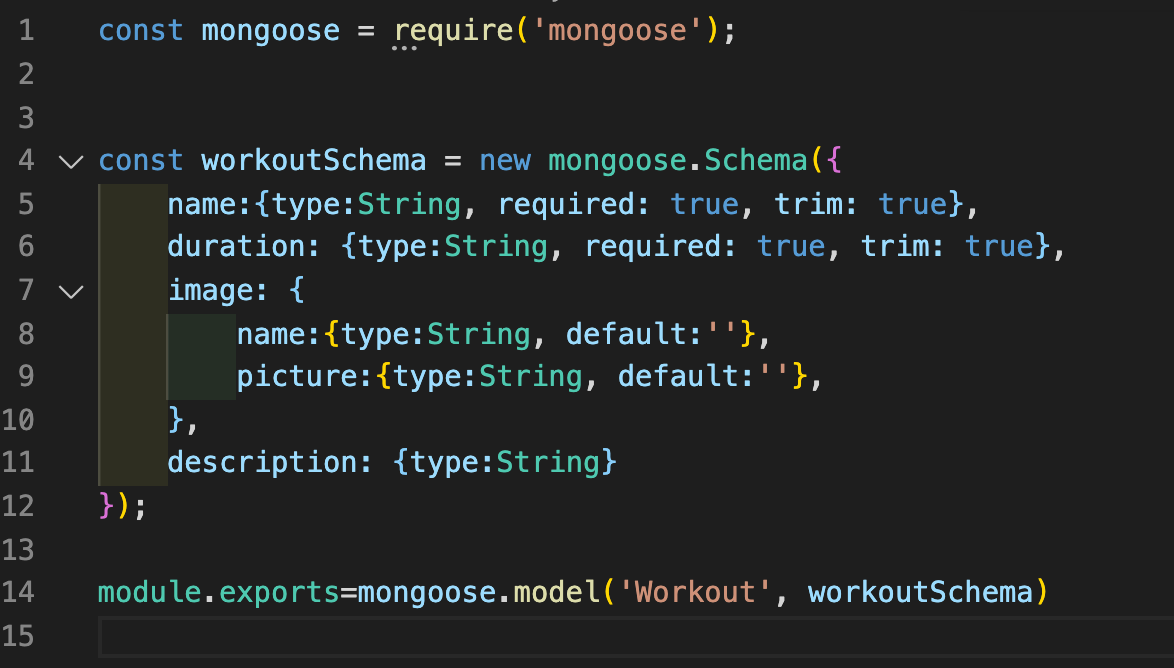 1 const mongoose = require('mongoose');
2
3
4 const workoutSchema = new mongoose.Schema({
5 name:{type:String, required: true, trim: true},
6 duration: {type:String, required: true, trim: true},
7 image: {
8 name:{type:String, default:''},
9 picture:{type:String, default:''},
10 },
11 description: {type:String}
12 });
13
14 module.exports=mongoose.model('Workout', workoutSchema)
15